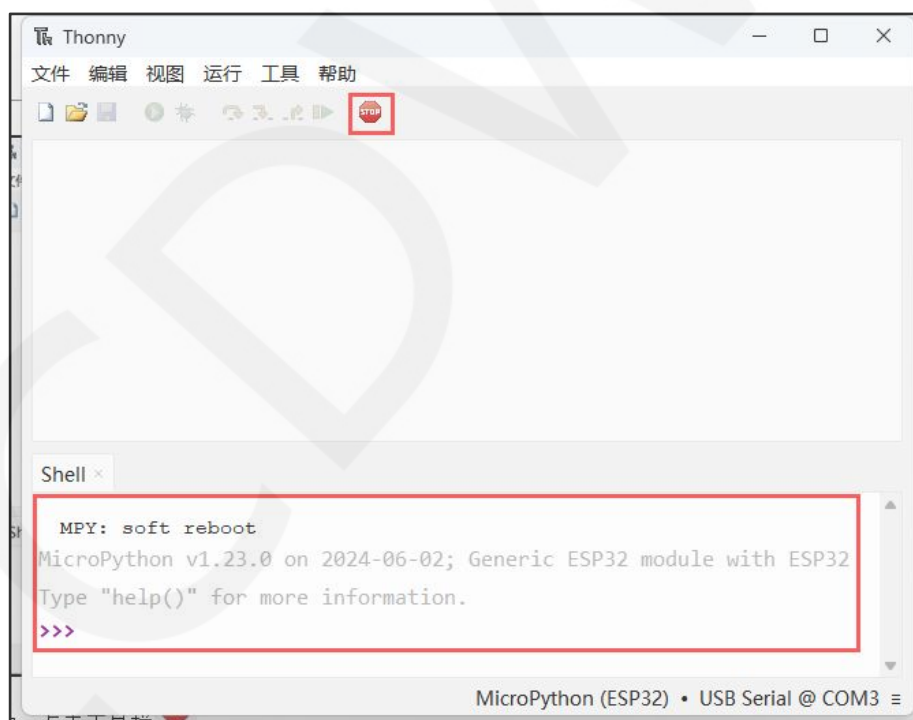 Thonny
文件 编辑 视图 运行 工具 帮助
STOP
Shell
MPY: soft reboot
MicroPython v1.23.0 on 2024-06-02; Generic ESP32 module with ESP32
Type "help()" for more information.
>>>
MicroPython (ESP32) • USB Serial @ COM3 ≡